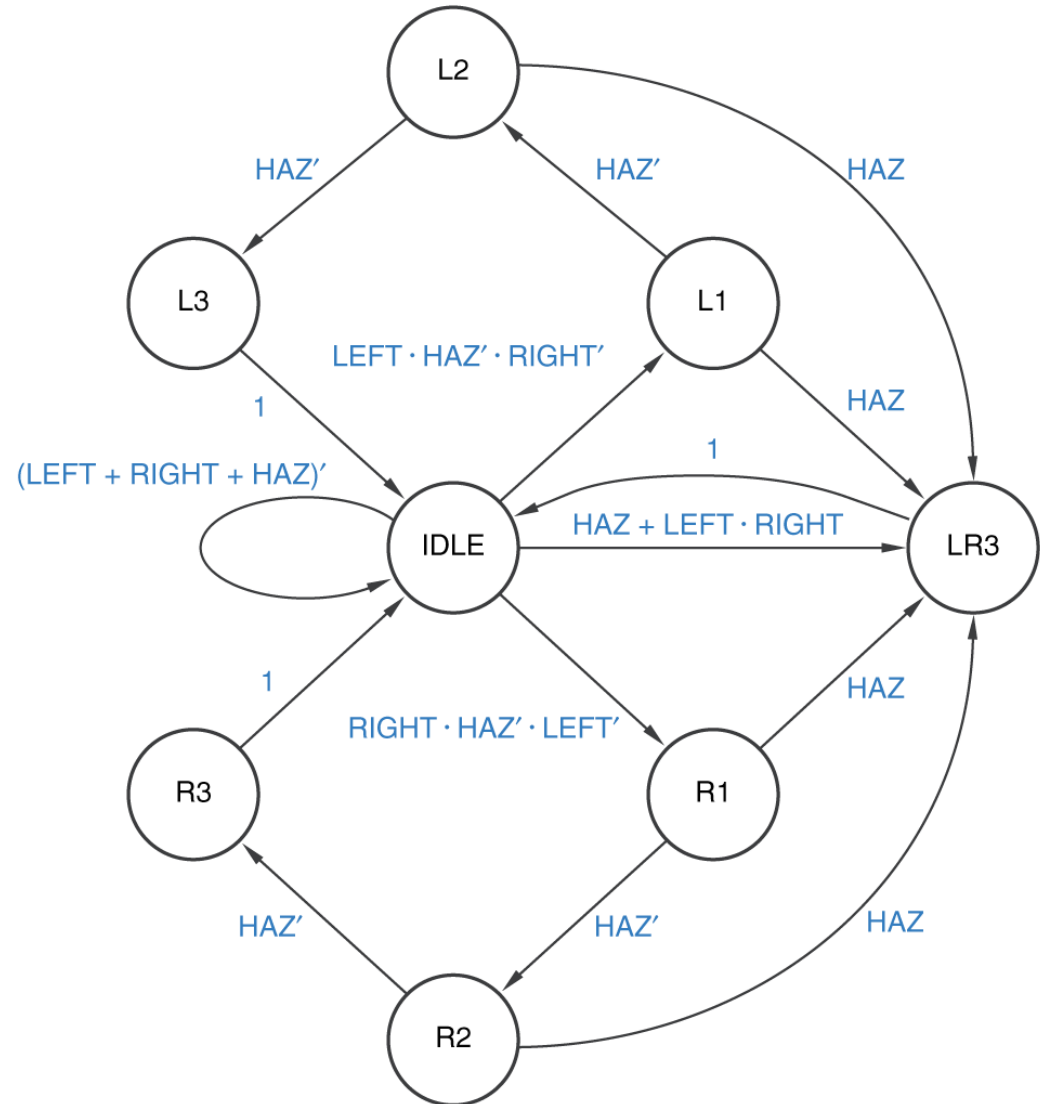 L2
HAZ′
HAZ′
HAZ
L3
L1
LEFT · HAZ′ · RIGHT′
1
HAZ
1
(LEFT + RIGHT + HAZ)′
HAZ + LEFT · RIGHT
IDLE
LR3
1
HAZ
RIGHT · HAZ′ · LEFT′
R3
R1
HAZ′
HAZ′
HAZ
R2